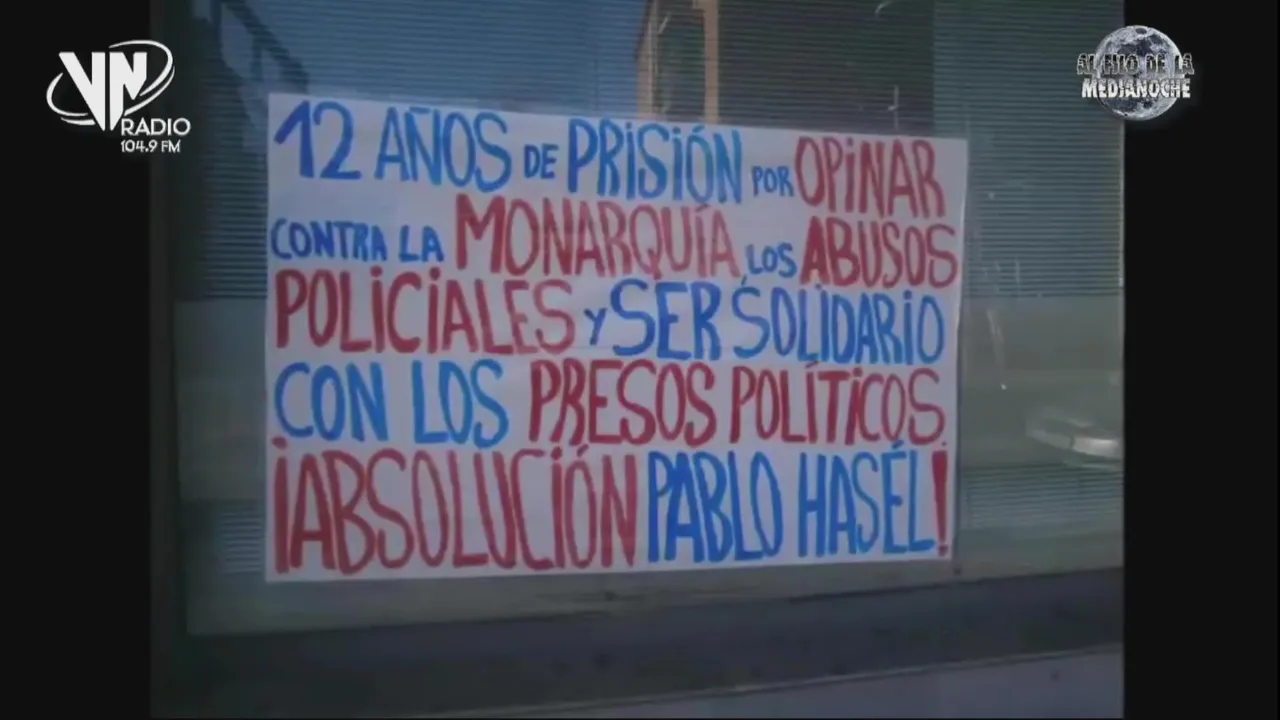 VN
RADIO
104.9 FM
AL FILO DE LA
MEDIANOCHE
12 AÑOS DE PRISIÓN POR OPINAR
CONTRA LA MONARQUÍA, LOS ABUSOS
POLICIALES Y SER SOLIDARIO
CON LOS PRESOS POLÍTICOS.
¡ABSOLUCIÓN PABLO HASÉL!